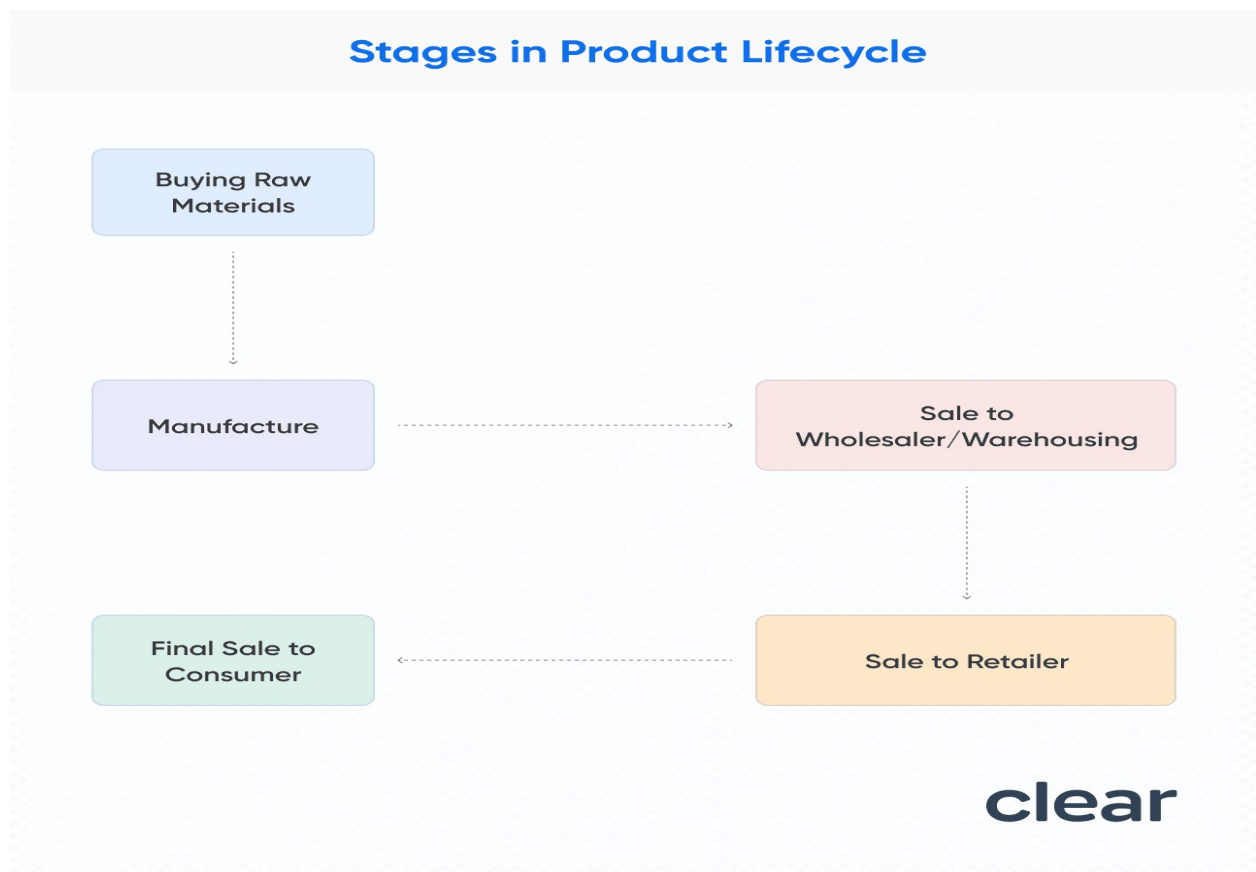 Stages in Product Lifecycle
Buying Raw
Materials
Manufacture
Sale to
Wholesaler/Warehousing
Sale to Retailer
Final Sale to
Consumer
clear